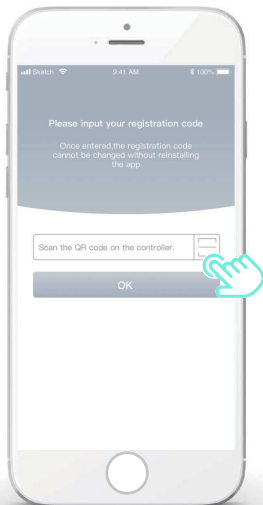 Sketch 9:41 AM 100%
Please input your registration code
Once entered,the registration code
cannot be changed without reinstalling
the app
Scan the QR code on the controller.
OK